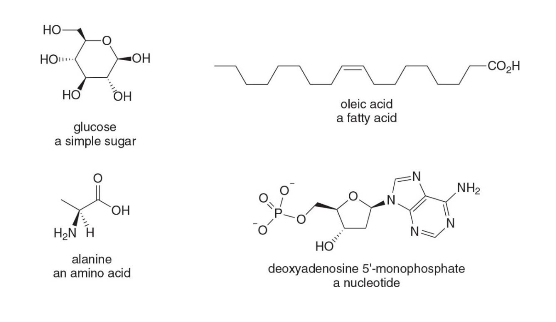 HO
O
HO
OH
HO
OH
glucose
a simple sugar
CO₂H
oleic acid
a fatty acid
O
OH
H₂N
H
alanine
an amino acid
O⁻
O
P
⁻O
O
O
HO
N
N
N
N
NH₂
deoxyadenosine 5'-monophosphate
a nucleotide